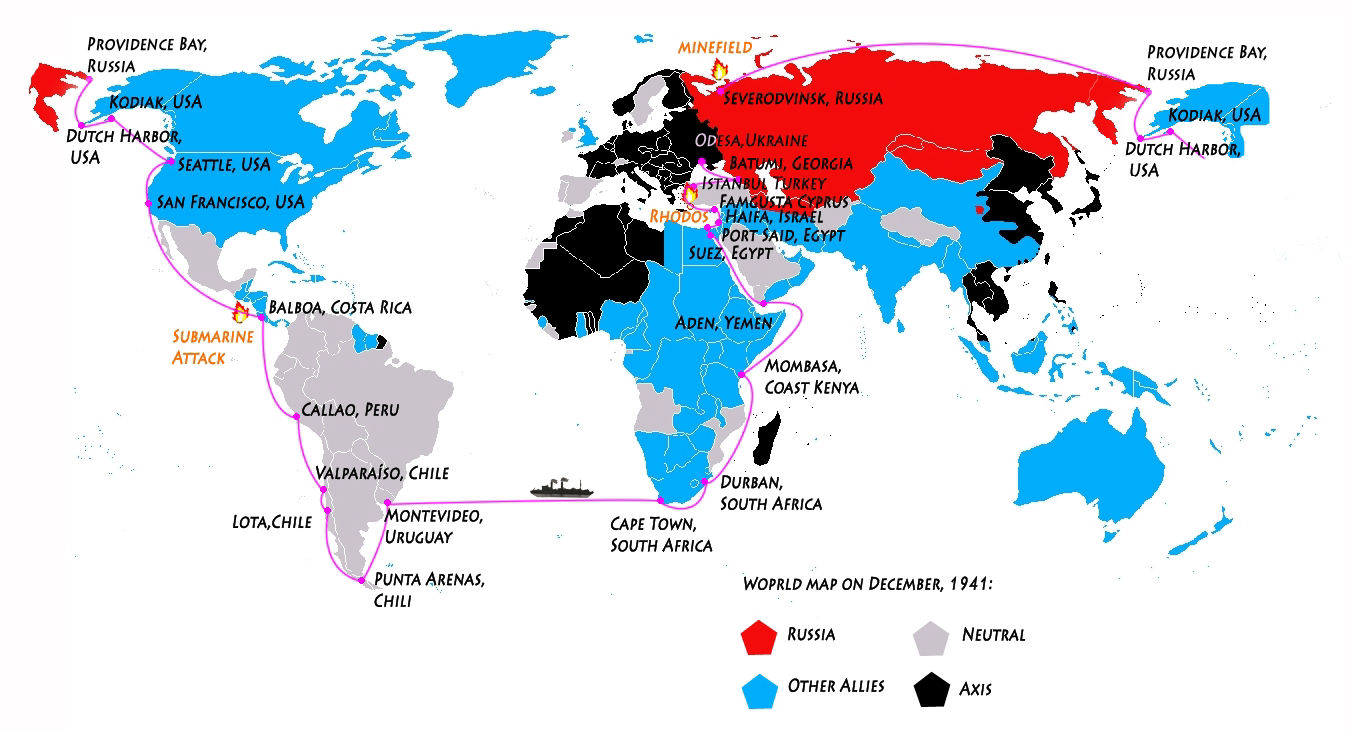 Providence Bay,
Russia
Kodiak, USA
Dutch Harbor,
USA
Seattle, USA
San Francisco, USA
Balboa, Costa Rica
Submarine
Attack
Callao, Peru
Valparaíso, Chile
Lota,Chile
Montevideo,
Uruguay
Punta Arenas,
Chili
minefield
Severodvinsk, Russia
Odesa,Ukraine
Batumi, Georgia
Istanbul Turkey
Famgusta Cyprus
Rhodos
Haifa, Israel
Port Said, Egypt
Suez, Egypt
Aden, Yemen
Mombasa,
Coast Kenya
Durban,
South Africa
Cape Town,
South Africa
Providence Bay,
Russia
Kodiak, USA
Dutch Harbor,
USA
Woprld map on December, 1941:
Russia
Neutral
Other Allies
Axis